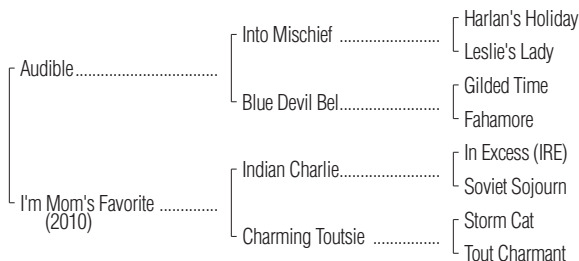 Harlan's Holiday
Into Mischief ..................
Leslie's Lady
Audible.................................
Gilded Time
Blue Devil Bel...................
Fahamore
In Excess (IRE)
Indian Charlie...................
Soviet Sojourn
I'm Mom's Favorite .............
(2010)
Storm Cat
Charming Toutsie ............
Tout Charmant